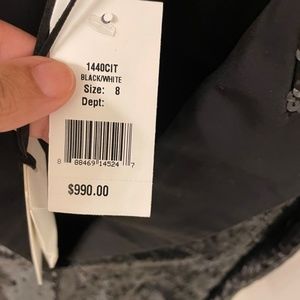 1440CIT
BLACK/WHITE
Size: 8
Dept:
8 88469 14524 7
$990.00